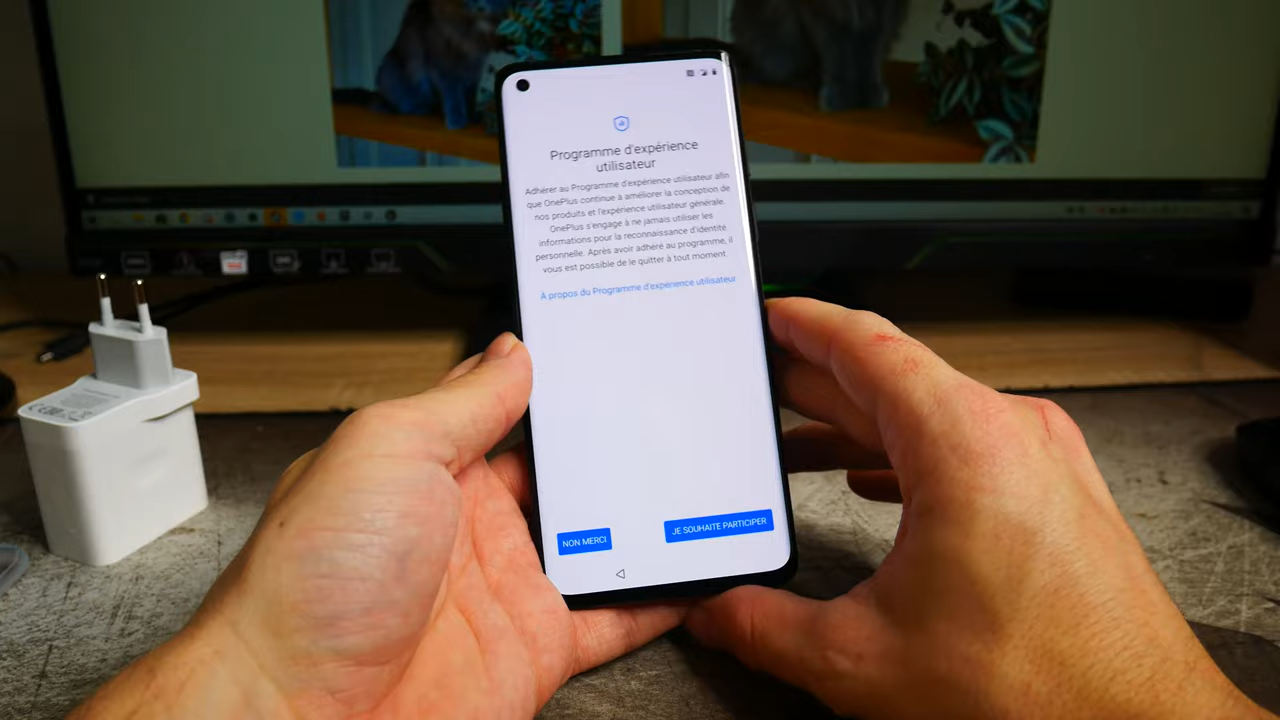 Programme d'expérience
utilisateur
Adhérer au Programme d'expérience utilisateur afin
que OnePlus continue à améliorer la conception de
nos produits et l'expérience utilisateur générale.
OnePlus s'engage à ne jamais utiliser les
informations pour la reconnaissance d'identité
personnelle. Après avoir adhéré au programme, il
vous est possible de le quitter à tout moment.
À propos du Programme d'expérience utilisateur
NON MERCI
JE SOUHAITE PARTICIPER